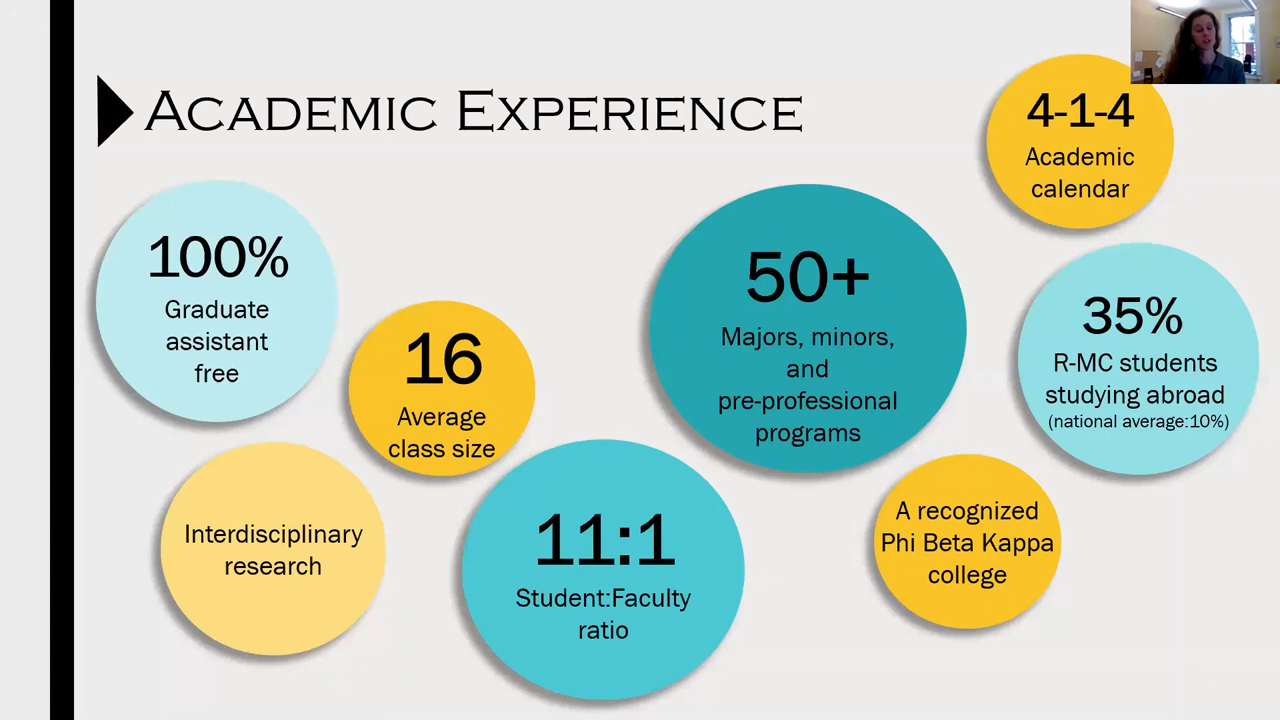 ACADEMIC EXPERIENCE
4-1-4
Academic
calendar
100%
Graduate
assistant
free
16
Average
class size
50+
Majors, minors,
and
pre-professional
programs
35%
R-MC students
studying abroad
(national average:10%)
Interdisciplinary
research
11:1
Student:Faculty
ratio
A recognized
Phi Beta Kappa
college